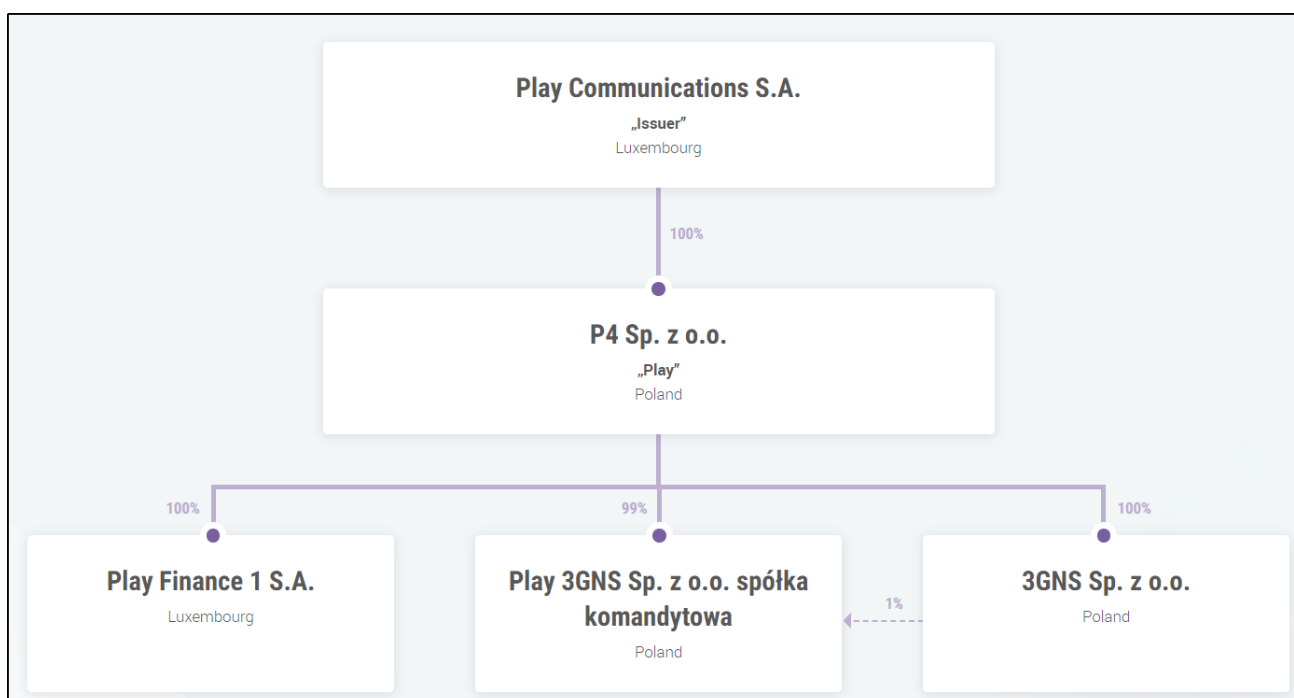 Play Communications S.A.
„Issuer”
Luxembourg
100%
P4 Sp. z o.o.
„Play”
Poland
100%
99%
100%
Play Finance 1 S.A.
Luxembourg
Play 3GNS Sp. z o.o. spółka
komandytowa
Poland
1%
3GNS Sp. z o.o.
Poland